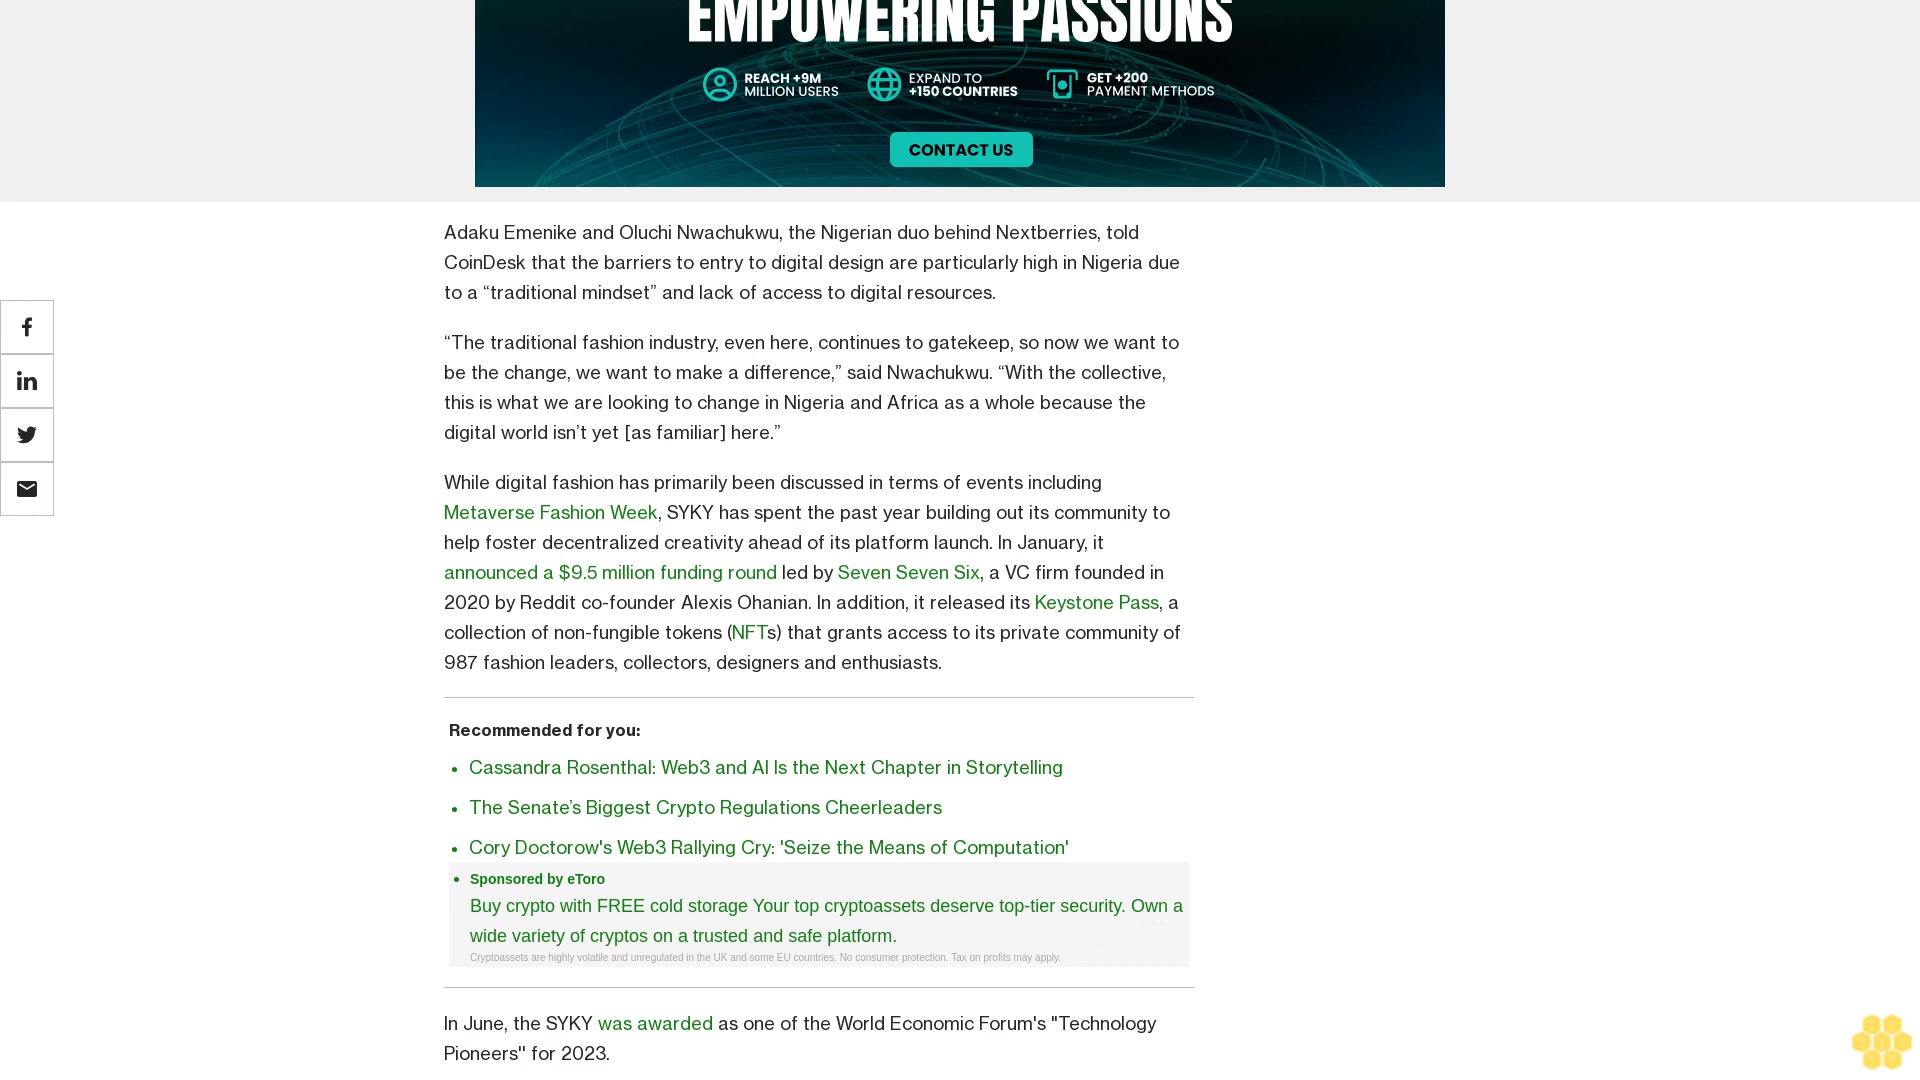 EMPOWERING PASSIONS
REACH +9M
MILLION USERS
EXPAND TO
+150 COUNTRIES
GET +200
PAYMENT METHODS
CONTACT US
Adaku Emenike and Oluchi Nwachukwu, the Nigerian duo behind Nextberries, told
CoinDesk that the barriers to entry to digital design are particularly high in Nigeria due
to a “traditional mindset” and lack of access to digital resources.
“The traditional fashion industry, even here, continues to gatekeep, so now we want to
be the change, we want to make a difference,” said Nwachukwu. “With the collective,
this is what we are looking to change in Nigeria and Africa as a whole because the
digital world isn’t yet [as familiar] here.”
While digital fashion has primarily been discussed in terms of events including
Metaverse Fashion Week, SYKY has spent the past year building out its community to
help foster decentralized creativity ahead of its platform launch. In January, it
announced a $9.5 million funding round led by Seven Seven Six, a VC firm founded in
2020 by Reddit co-founder Alexis Ohanian. In addition, it released its Keystone Pass, a
collection of non-fungible tokens (NFTs) that grants access to its private community of
987 fashion leaders, collectors, designers and enthusiasts.
Recommended for you:
• Cassandra Rosenthal: Web3 and AI Is the Next Chapter in Storytelling
• The Senate’s Biggest Crypto Regulations Cheerleaders
• Cory Doctorow's Web3 Rallying Cry: 'Seize the Means of Computation'
• Sponsored by eToro
Buy crypto with FREE cold storage Your top cryptoassets deserve top-tier security. Own a
wide variety of cryptos on a trusted and safe platform.
Cryptoassets are highly volatile and unregulated in the UK and some EU countries. No consumer protection. Tax on profits may apply.
In June, the SYKY was awarded as one of the World Economic Forum's "Technology
Pioneers" for 2023.